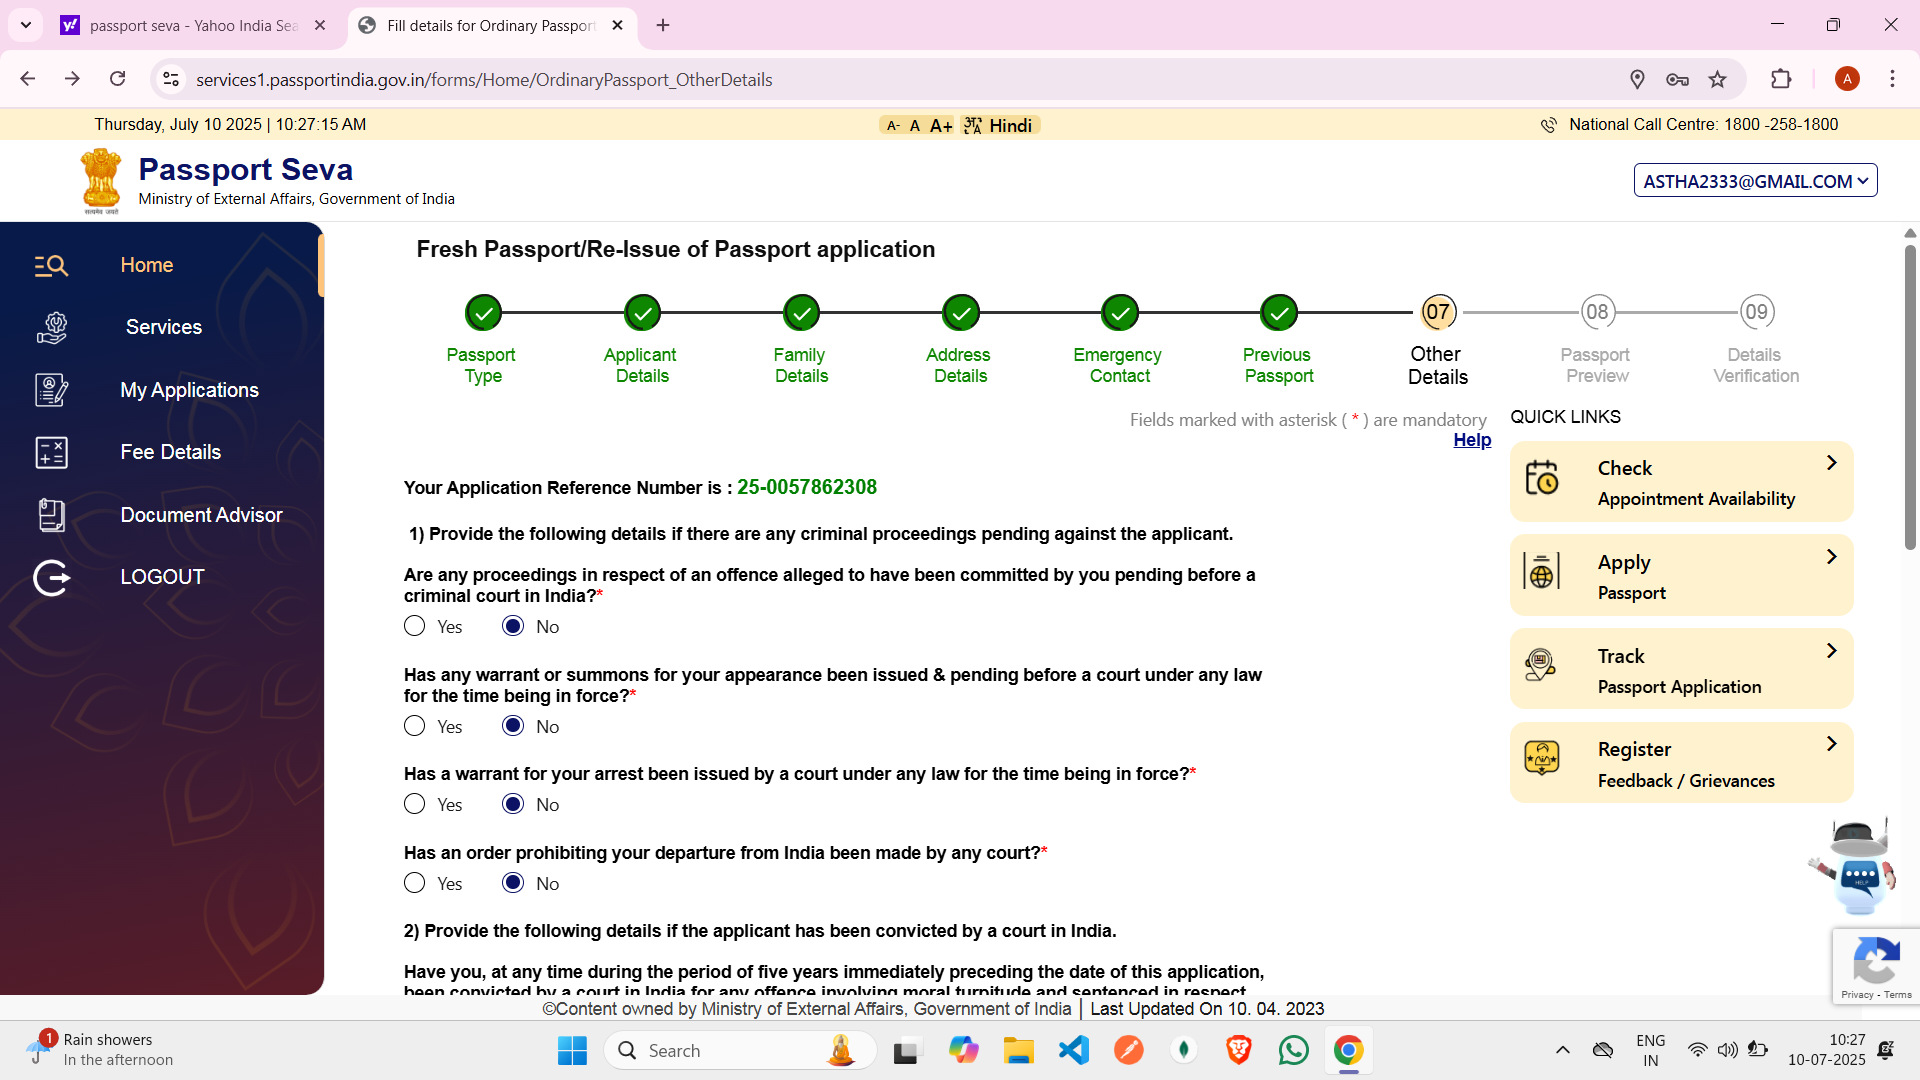 passport seva - Yahoo India Sea
Fill details for Ordinary Passport
services1.passportindia.gov.in/forms/Home/OrdinaryPassport_OtherDetails
A
Thursday, July 10 2025 | 10:27:15 AM
A- A A+ Hindi
National Call Centre: 1800 -258-1800
Passport Seva
Ministry of External Affairs, Government of India
सत्यमेव जयते
ASTHA2333@GMAIL.COM
Home
Services
My Applications
Fee Details
Document Advisor
LOGOUT
Fresh Passport/Re-Issue of Passport application
07 08 09
Passport Type
Applicant Details
Family Details
Address Details
Emergency Contact
Previous Passport
Other Details
Passport Preview
Details Verification
Fields marked with asterisk ( * ) are mandatory
Help
Your Application Reference Number is : 25-0057862308
1) Provide the following details if there are any criminal proceedings pending against the applicant.
Are any proceedings in respect of an offence alleged to have been committed by you pending before a
criminal court in India?*
Yes No
Has any warrant or summons for your appearance been issued & pending before a court under any law
for the time being in force?*
Yes No
Has a warrant for your arrest been issued by a court under any law for the time being in force?*
Yes No
Has an order prohibiting your departure from India been made by any court?*
Yes No
2) Provide the following details if the applicant has been convicted by a court in India.
Have you, at any time during the period of five years immediately preceding the date of this application,
been convicted by a court in India for any offence involving moral turpitude and sentenced in respect
QUICK LINKS
Check
Appointment Availability
Apply
Passport
Track
Passport Application
Register
Feedback / Grievances
HELP
Privacy - Terms
©Content owned by Ministry of External Affairs, Government of India | Last Updated On 10. 04. 2023
1
Rain showers
In the afternoon
Search
ENG
IN
10:27
10-07-2025